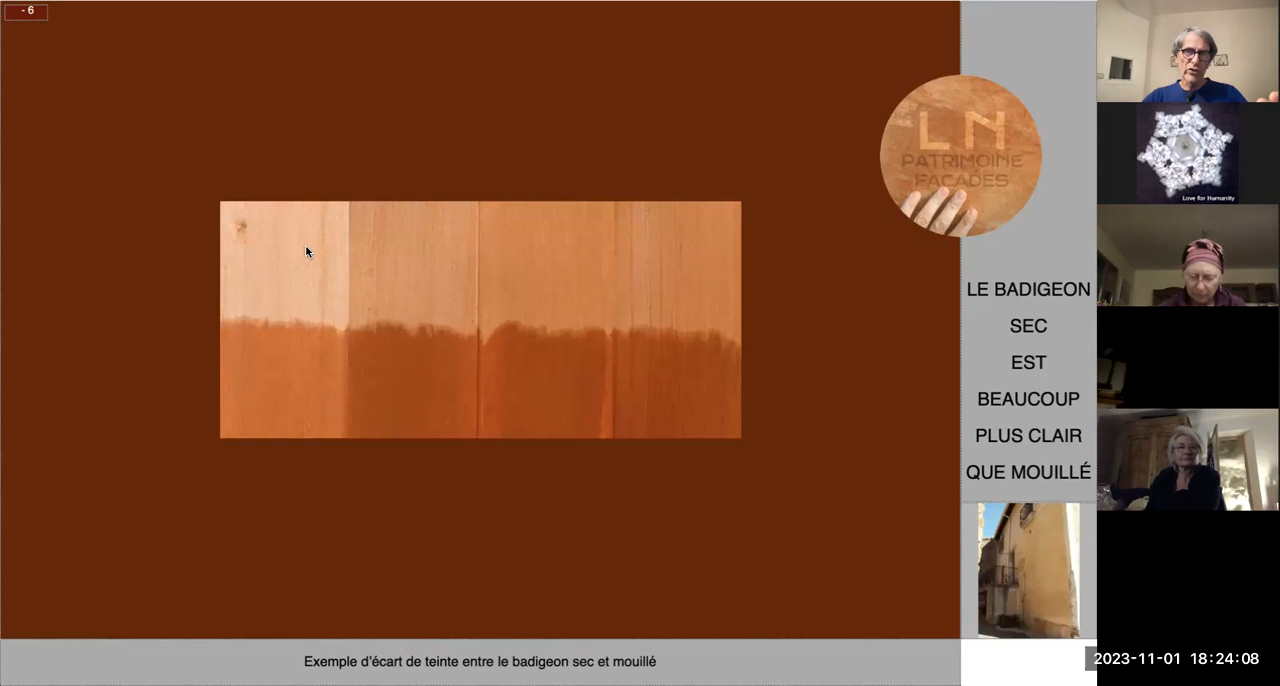 - 6
LN
PATRIMOINE
FAÇADES
LE BADIGEON
SEC
EST
BEAUCOUP
PLUS CLAIR
QUE MOUILLÉ
Exemple d'écart de teinte entre le badigeon sec et mouillé
Love for Humanity
2023-11-01 18:24:08